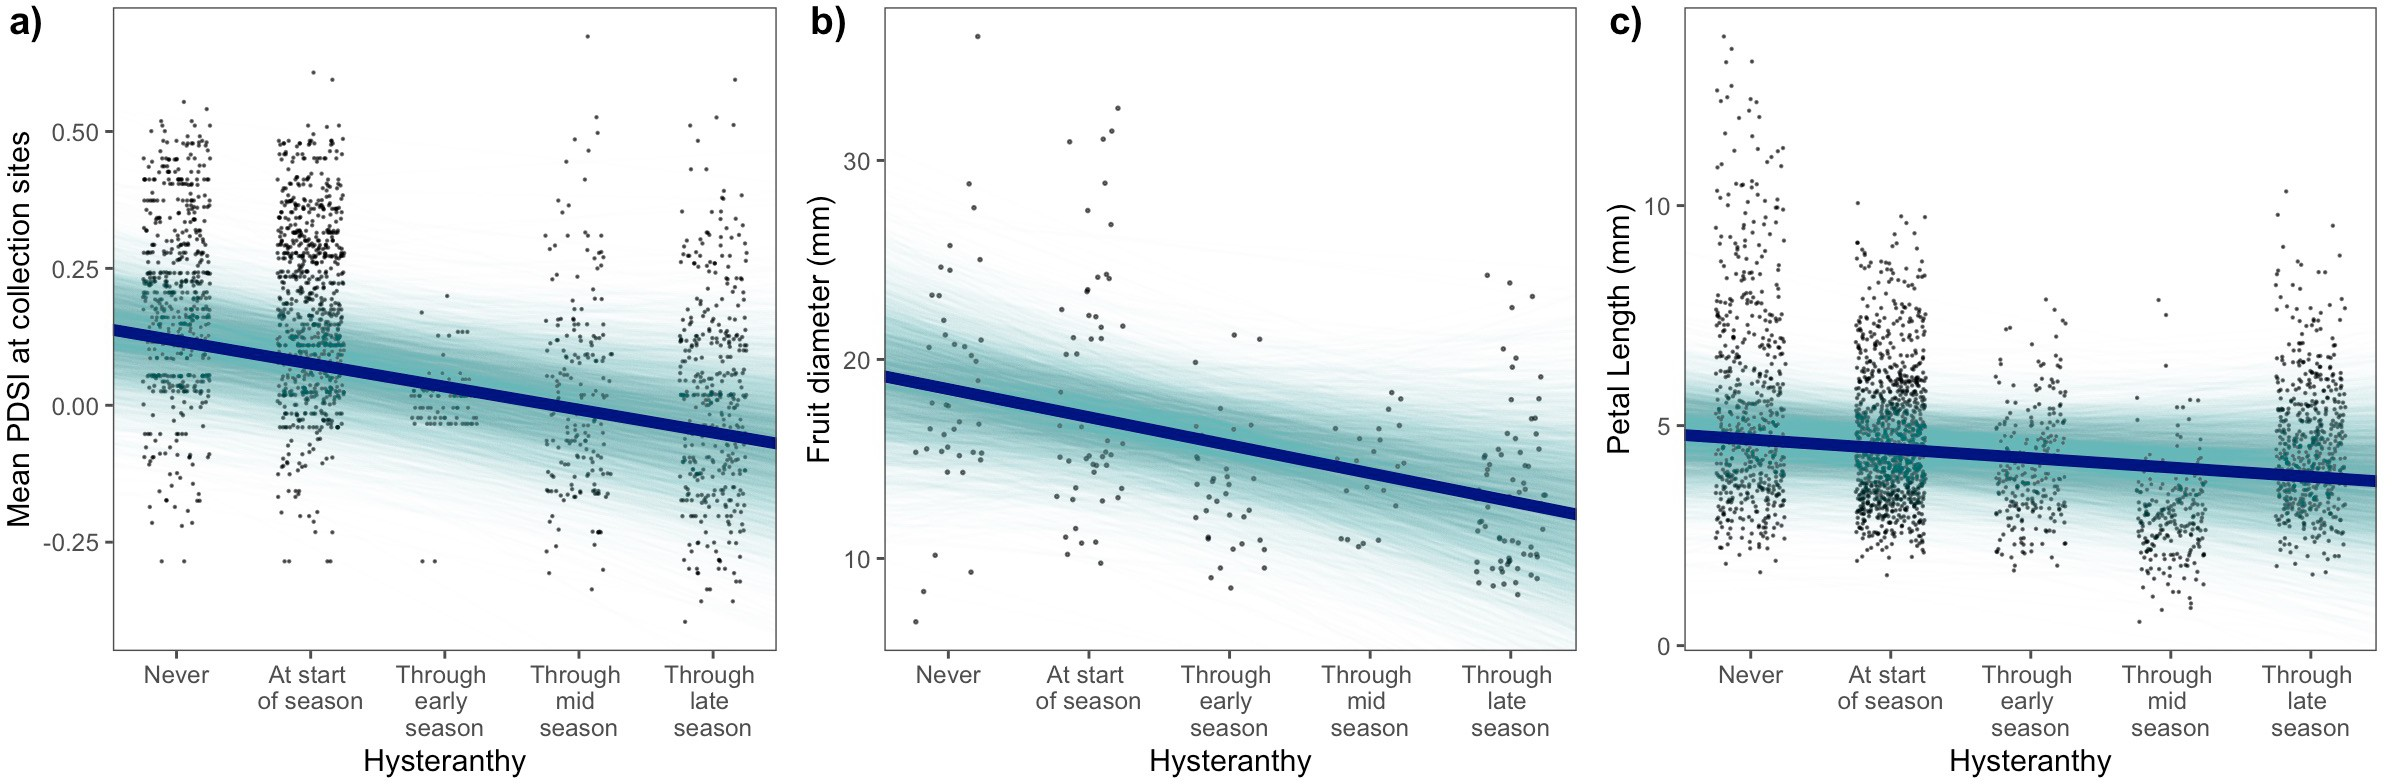 a)
Mean PDSI at collection sites
0.50
0.25
0.00
-0.25
Never
At start
of season
Through
early
season
Through
mid
season
Through
late
season
Hysteranthy
b)
Fruit diameter (mm)
30
20
10
Never
At start
of season
Through
early
season
Through
mid
season
Through
late
season
Hysteranthy
c)
Petal Length (mm)
10
5
0
Never
At start
of season
Through
early
season
Through
mid
season
Through
late
season
Hysteranthy